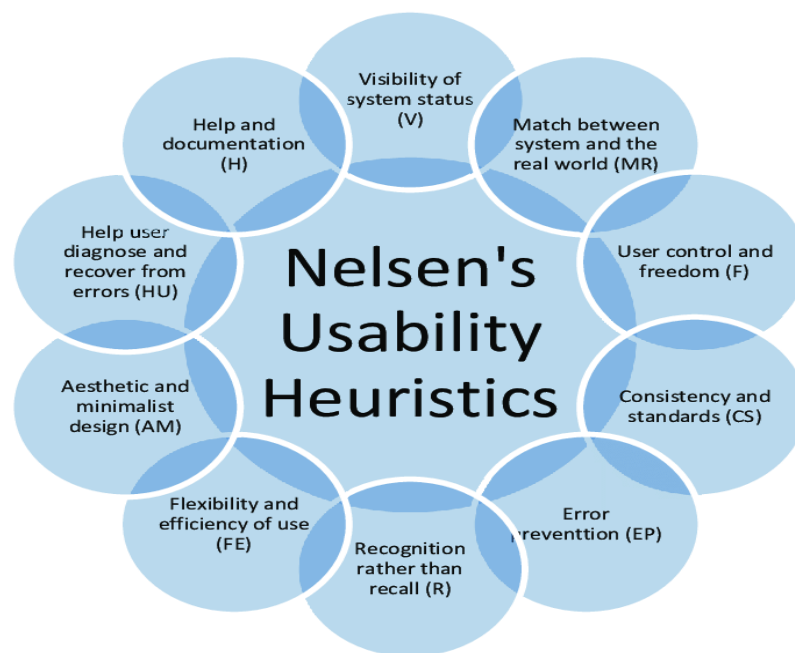 Visibility of
system status
(V)
Match between
system and the
real world (MR)
User control and
freedom (F)
Consistency and
standards (CS)
Error
prevention (EP)
Recognition
rather than
recall (R)
Flexibility and
efficiency of use
(FE)
Aesthetic and
minimalist
design (AM)
Help user
diagnose and
recover from
errors (HU)
Help and
documentation
(H)
Nelsen's
Usability
Heuristics